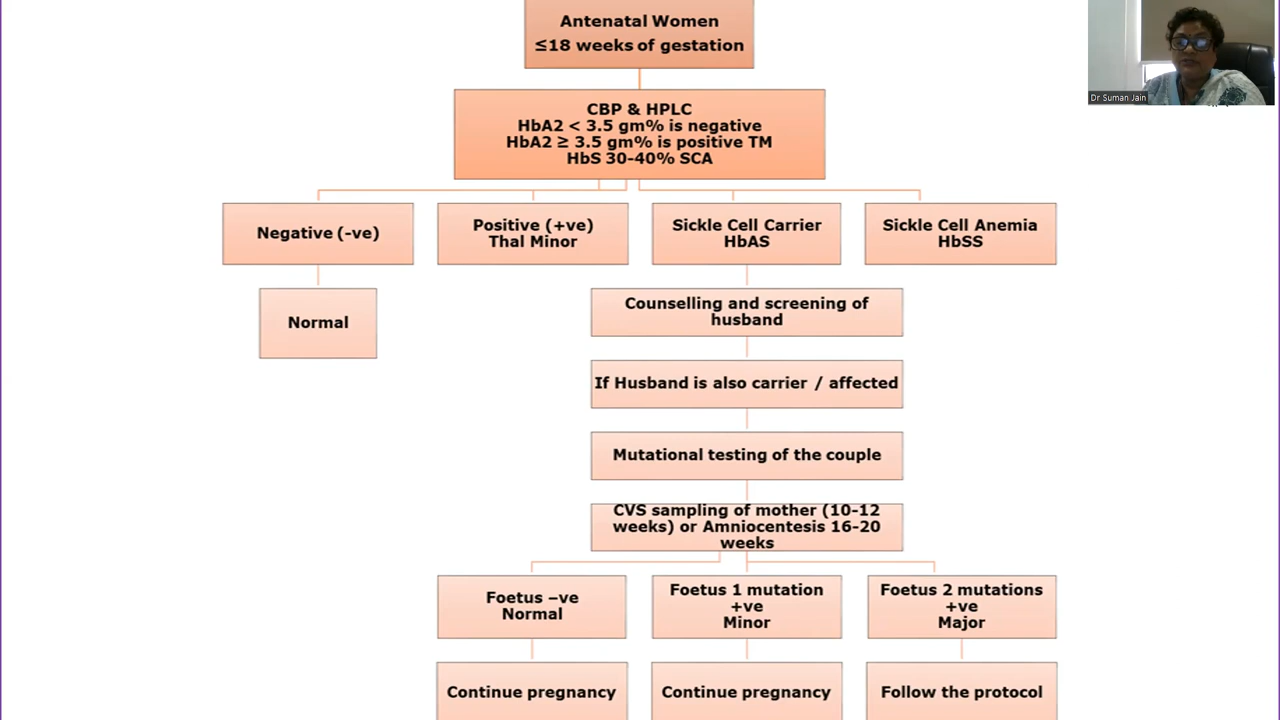 Antenatal Women
≤18 weeks of gestation
Dr Suman Jain
CBP & HPLC
HbA2 < 3.5 gm% is negative
HbA2 ≥ 3.5 gm% is positive TM
HbS 30-40% SCA
Negative (-ve)
Positive (+ve)
Thal Minor
Sickle Cell Carrier
HbAS
Sickle Cell Anemia
HbSS
Normal
Counselling and screening of
husband
If Husband is also carrier / affected
Mutational testing of the couple
CVS sampling of mother (10-12
weeks) or Amniocentesis 16-20
weeks
Foetus –ve
Normal
Foetus 1 mutation
+ve
Minor
Foetus 2 mutations
+ve
Major
Continue pregnancy
Continue pregnancy
Follow the protocol